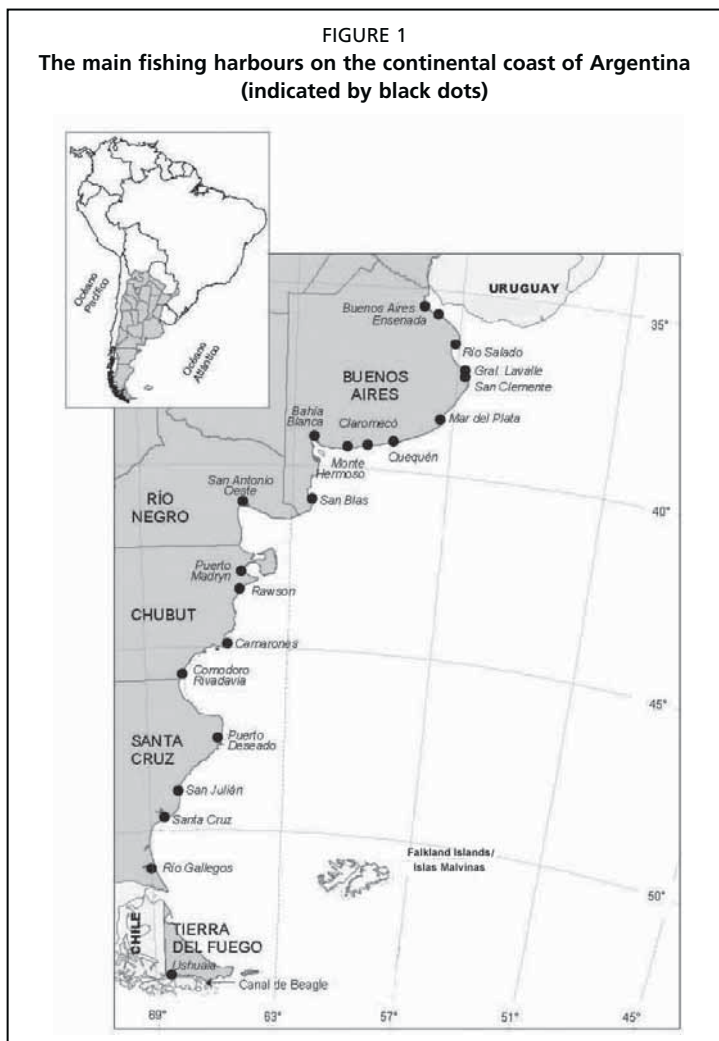 FIGURE 1
The main fishing harbours on the continental coast of Argentina
(indicated by black dots)
Océano
Pacífico
Océano
Atlántico
URUGUAY
35°
Buenos Aires
Ensenada
Río Salado
Gral. Lavalle
San Clemente
BUENOS
AIRES
Mar del Plata
Bahía
Blanca
Claromecó
Quequén
Monte
Hermoso
San Antonio
Oeste
San Blas
40°
RÍO
NEGRO
Puerto
Madryn
Rawson
CHUBUT
Camarones
Comodoro
Rivadavia
45°
SANTA
CRUZ
Puerto
Deseado
San Julián
Santa Cruz
Falkland Islands/
Islas Malvinas
Río Gallegos
50°
CHILE
TIERRA
DEL FUEGO
Ushuaia
Canal de Beagle
69°
63°
57°
51°
45°